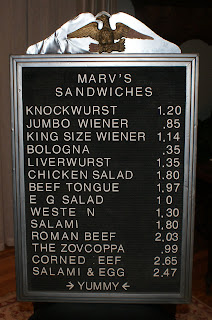 MARV'S
SANDWICHES
KNOCKWURST 1.20
JUMBO WIENER .85
KING SIZE WIENER 1.14
BOLOGNA .35
LIVERWURST 1.35
CHICKEN SALAD 1.80
BEEF TONGUE 1.97
E G SALAD 1 0
WESTE N 1.30
SALAMI 1.80
ROMAN BEEF 2.03
THE ZOVCOPPA .99
CORNED EEF 2.65
SALAMI & EGG 2.47
→YUMMY←